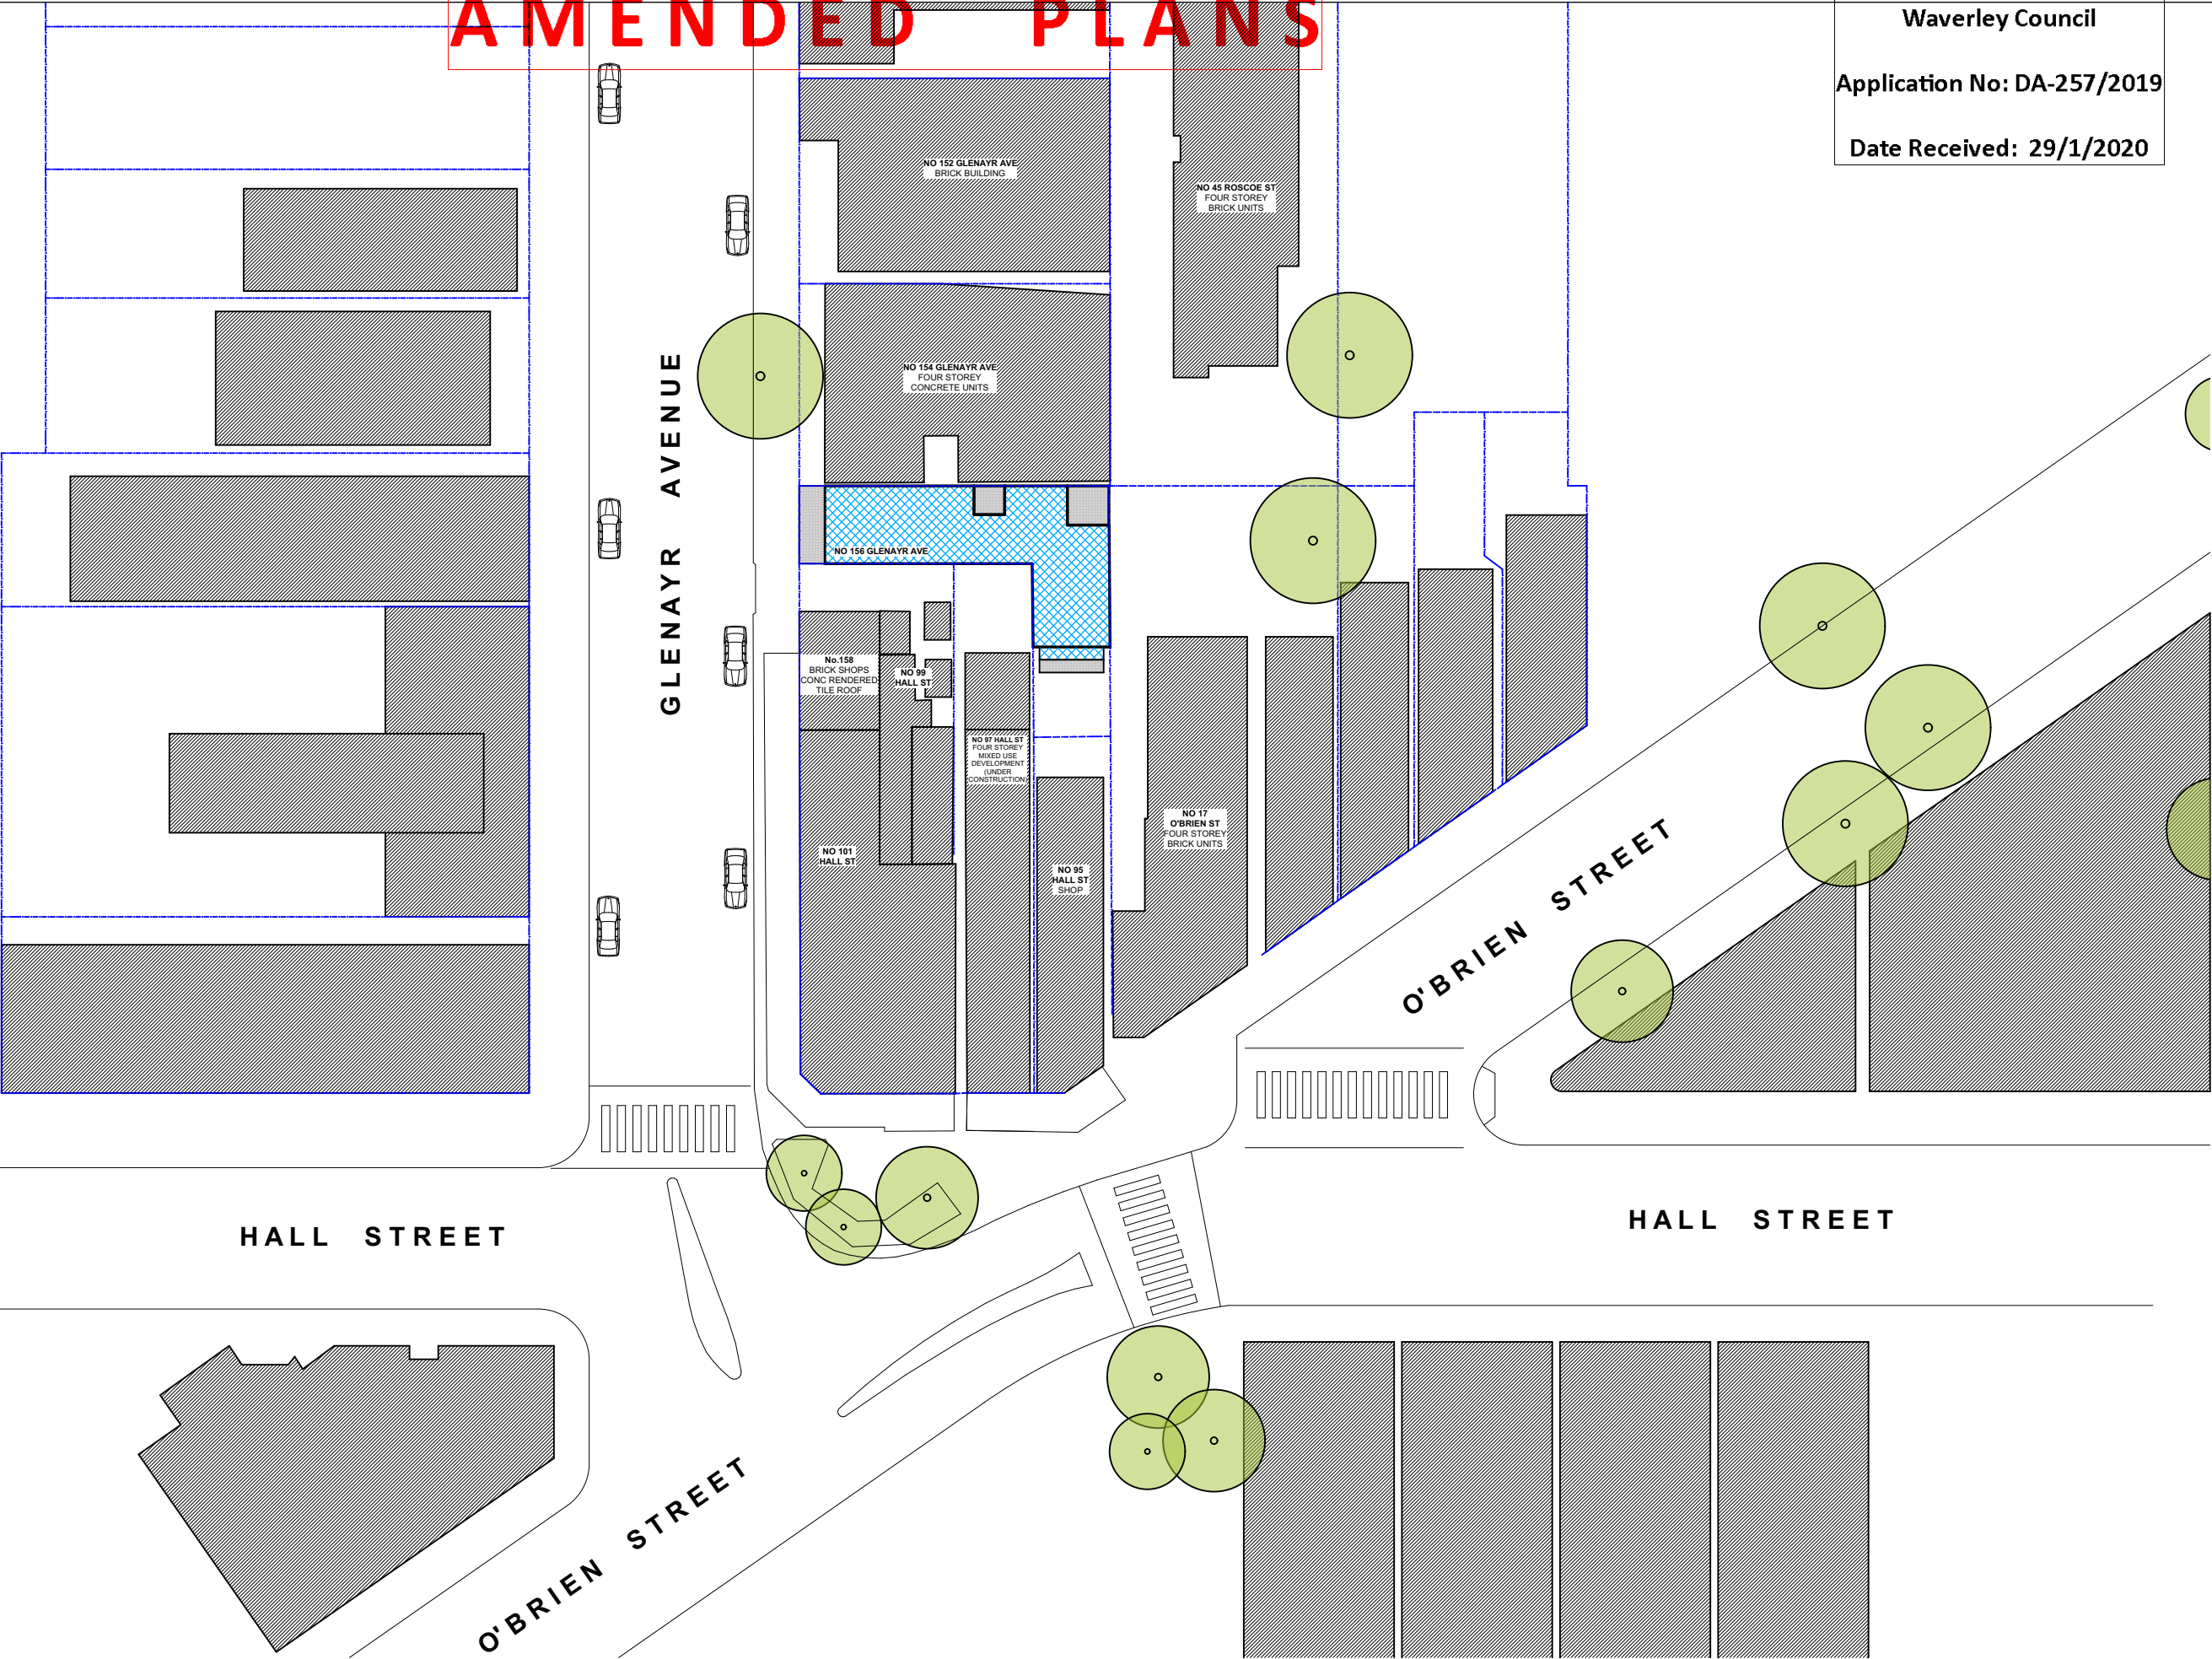 AMENDED PLANS
Waverley Council
Application No: DA-257/2019
Date Received: 29/1/2020
NO 152 GLENAYR AVE
BRICK BUILDING
NO 45 ROSCOE ST
FOUR STOREY
BRICK UNITS
NO 154 GLENAYR AVE
FOUR STOREY
CONCRETE UNITS
GLENAYR AVENUE
NO 156 GLENAYR AVE
No.158
BRICK SHOPS
CONC RENDERED
TILE ROOF
NO 99
HALL ST
NO 97 HALL ST
FOUR STOREY
MIXED USE
DEVELOPMENT
(UNDER
CONSTRUCTION)
NO 17
O'BRIEN ST
FOUR STOREY
BRICK UNITS
NO 101
HALL ST
NO 95
HALL ST
SHOP
O'BRIEN STREET
HALL STREET
HALL STREET
O'BRIEN STREET